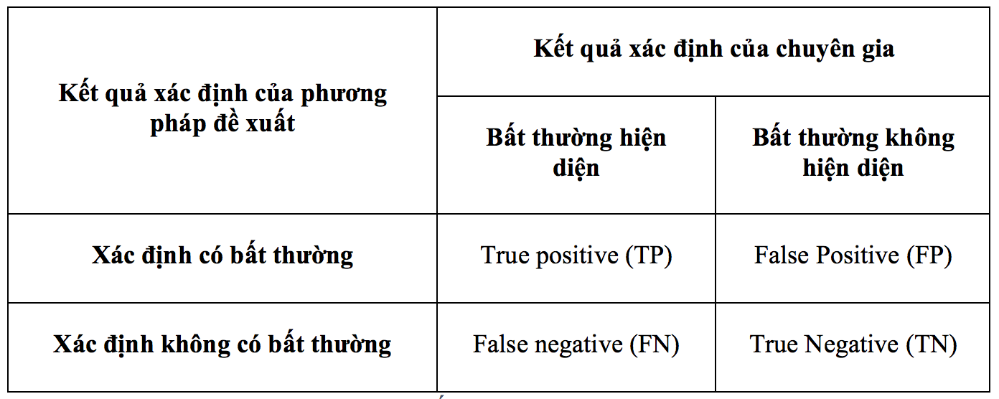 Kết quả xác định của chuyên gia
Kết quả xác định của phương
pháp đề xuất
Bất thường hiện
diện
Bất thường không
hiện diện
Xác định có bất thường
True positive (TP)
False Positive (FP)
Xác định không có bất thường
False negative (FN)
True Negative (TN)